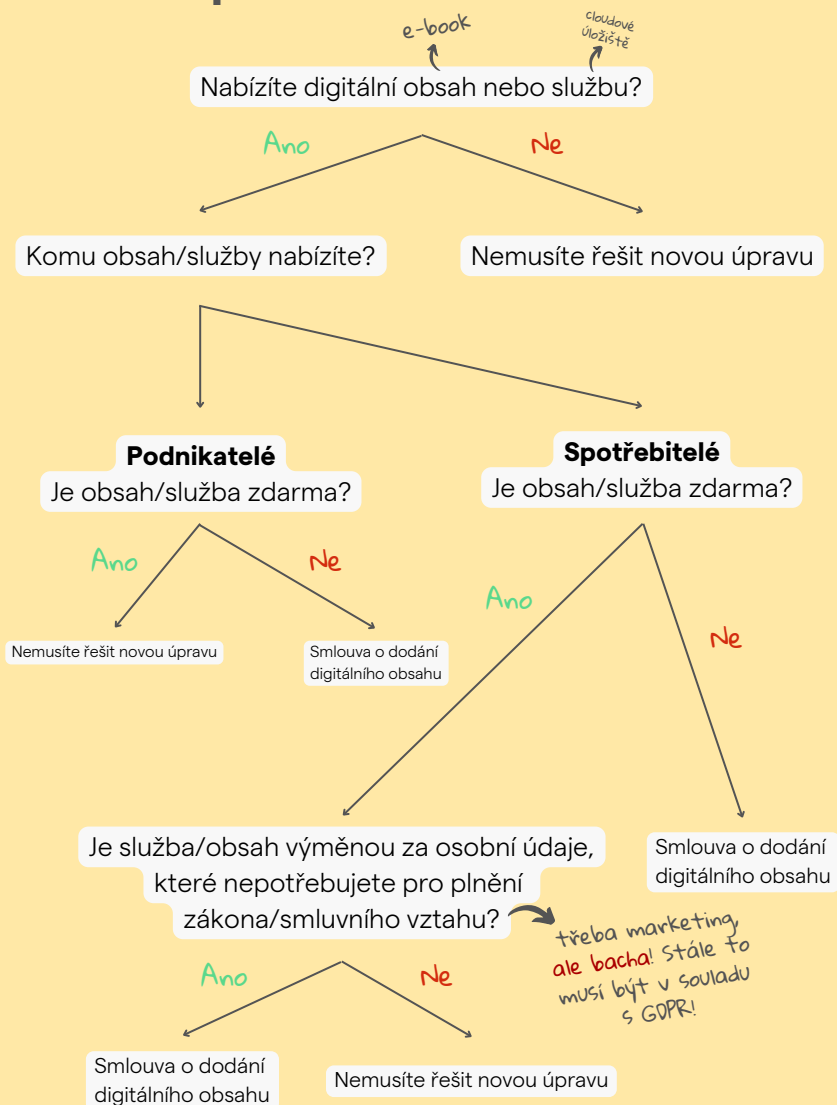 e-book
cloudové
úložiště
Nabízíte digitální obsah nebo službu?
Ano
Ne
Komu obsah/služby nabízíte?
Nemusíte řešit novou úpravu
Podnikatelé
Je obsah/služba zdarma?
Spotřebitelé
Je obsah/služba zdarma?
Ano
Ne
Nemusíte řešit novou úpravu
Smlouva o dodání
digitálního obsahu
Ano
Ne
Je služba/obsah výměnou za osobní údaje,
které nepotřebujete pro plnění
zákona/smluvního vztahu?
Smlouva o dodání
digitálního obsahu
třeba marketing,
ale bacha! Stále to
musí být v souladu
s GDPR!
Ano
Ne
Smlouva o dodání
digitálního obsahu
Nemusíte řešit novou úpravu